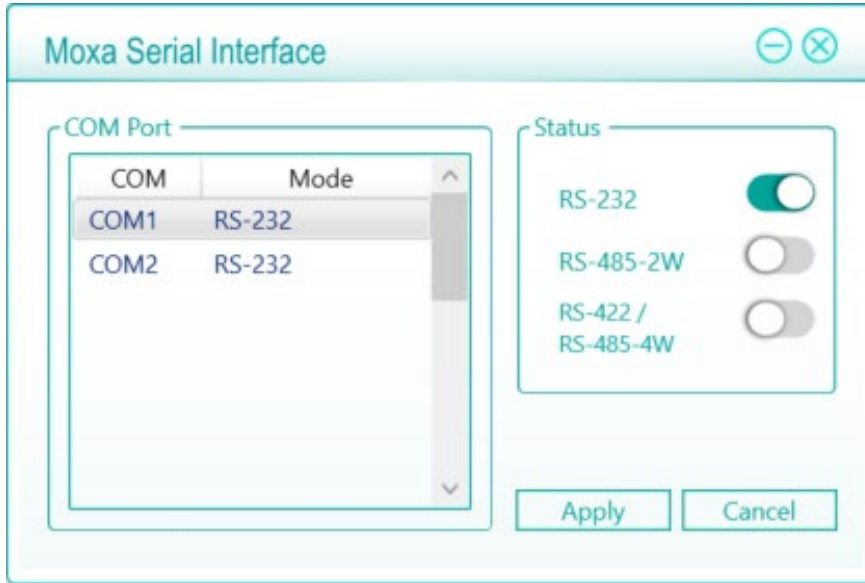 Moxa Serial Interface
COM Port
COM Mode
COM1 RS-232
COM2 RS-232
Status
RS-232
RS-485-2W
RS-422 /
RS-485-4W
Apply Cancel